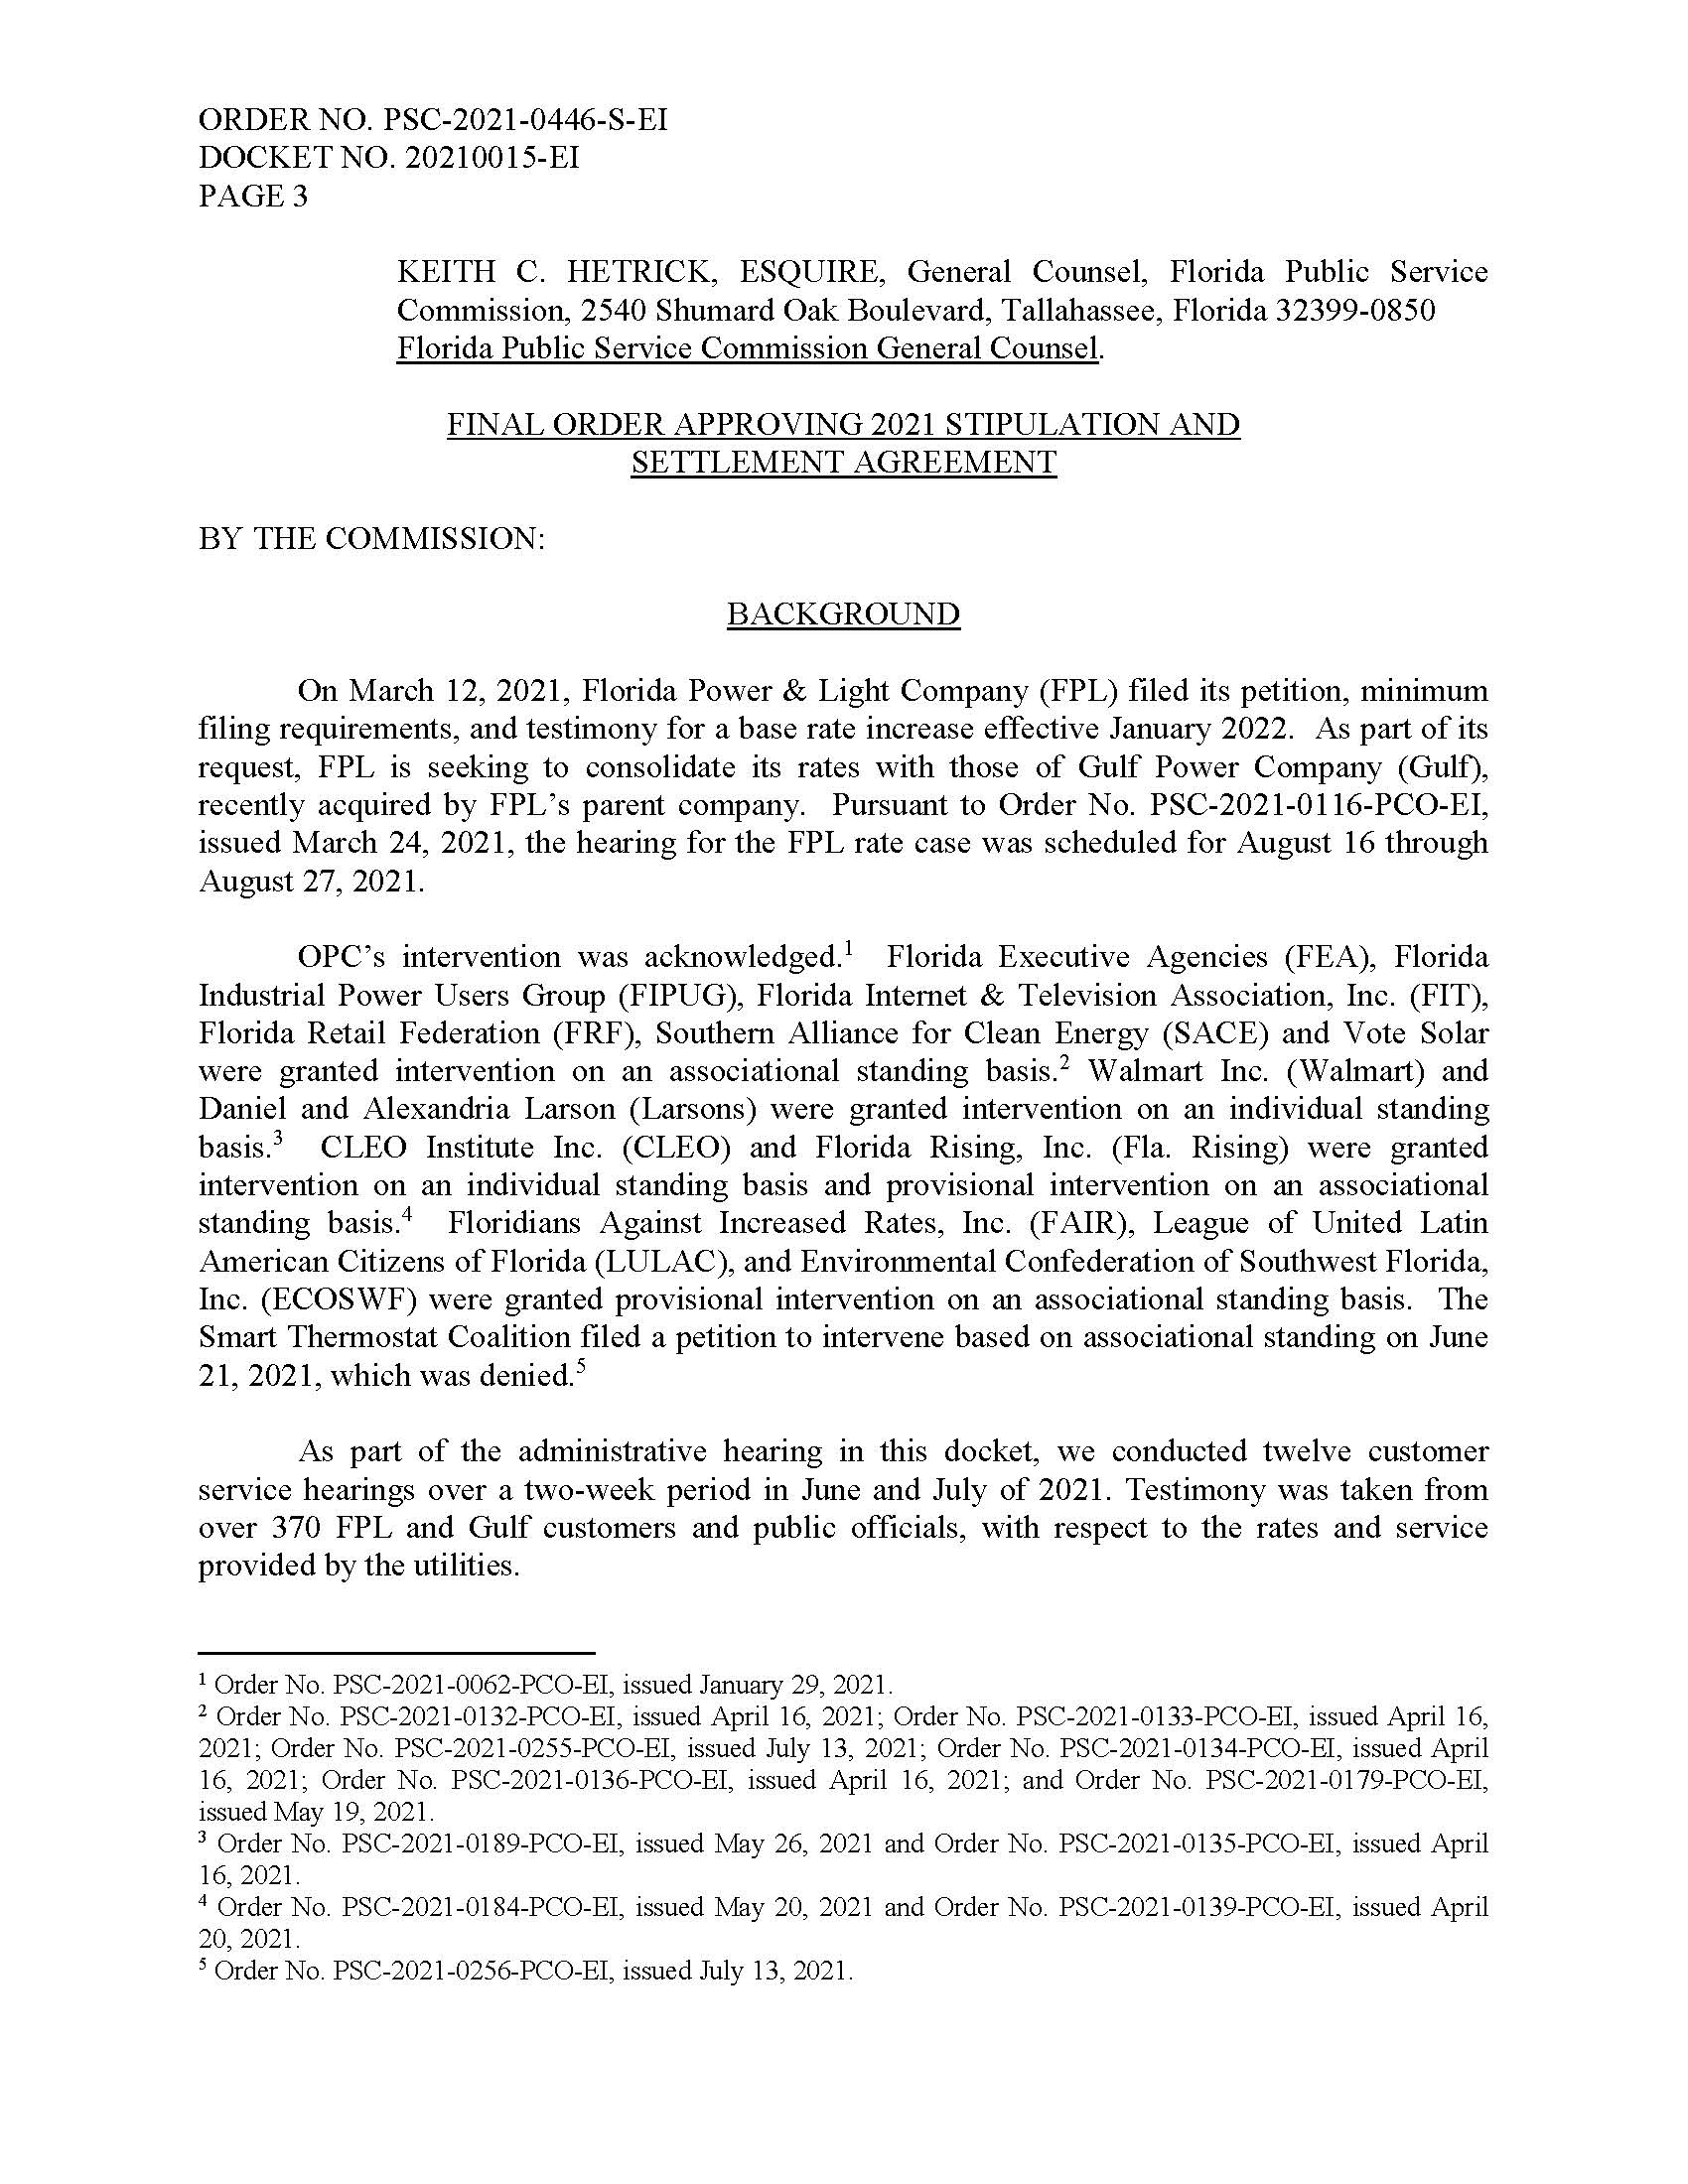 ORDER NO. PSC-2021-0446-S-EI
DOCKET NO. 20210015-EI
PAGE 3
KEITH C. HETRICK, ESQUIRE, General Counsel, Florida Public Service
Commission, 2540 Shumard Oak Boulevard, Tallahassee, Florida 32399-0850
Florida Public Service Commission General Counsel.
FINAL ORDER APPROVING 2021 STIPULATION AND
SETTLEMENT AGREEMENT
BY THE COMMISSION:
BACKGROUND
On March 12, 2021, Florida Power & Light Company (FPL) filed its petition, minimum
filing requirements, and testimony for a base rate increase effective January 2022. As part of its
request, FPL is seeking to consolidate its rates with those of Gulf Power Company (Gulf),
recently acquired by FPL’s parent company. Pursuant to Order No. PSC-2021-0116-PCO-EI,
issued March 24, 2021, the hearing for the FPL rate case was scheduled for August 16 through
August 27, 2021.
OPC’s intervention was acknowledged.1 Florida Executive Agencies (FEA), Florida
Industrial Power Users Group (FIPUG), Florida Internet & Television Association, Inc. (FIT),
Florida Retail Federation (FRF), Southern Alliance for Clean Energy (SACE) and Vote Solar
were granted intervention on an associational standing basis.2 Walmart Inc. (Walmart) and
Daniel and Alexandria Larson (Larsons) were granted intervention on an individual standing
basis.3 CLEO Institute Inc. (CLEO) and Florida Rising, Inc. (Fla. Rising) were granted
intervention on an individual standing basis and provisional intervention on an associational
standing basis.4 Floridians Against Increased Rates, Inc. (FAIR), League of United Latin
American Citizens of Florida (LULAC), and Environmental Confederation of Southwest Florida,
Inc. (ECOSWF) were granted provisional intervention on an associational standing basis. The
Smart Thermostat Coalition filed a petition to intervene based on associational standing on June
21, 2021, which was denied.5
As part of the administrative hearing in this docket, we conducted twelve customer
service hearings over a two-week period in June and July of 2021. Testimony was taken from
over 370 FPL and Gulf customers and public officials, with respect to the rates and service
provided by the utilities.
1 Order No. PSC-2021-0062-PCO-EI, issued January 29, 2021.
2 Order No. PSC-2021-0132-PCO-EI, issued April 16, 2021; Order No. PSC-2021-0133-PCO-EI, issued April 16,
2021; Order No. PSC-2021-0255-PCO-EI, issued July 13, 2021; Order No. PSC-2021-0134-PCO-EI, issued April
16, 2021; Order No. PSC-2021-0136-PCO-EI, issued April 16, 2021; and Order No. PSC-2021-0179-PCO-EI,
issued May 19, 2021.
3 Order No. PSC-2021-0189-PCO-EI, issued May 26, 2021 and Order No. PSC-2021-0135-PCO-EI, issued April
16, 2021.
4 Order No. PSC-2021-0184-PCO-EI, issued May 20, 2021 and Order No. PSC-2021-0139-PCO-EI, issued April
20, 2021.
5 Order No. PSC-2021-0256-PCO-EI, issued July 13, 2021.